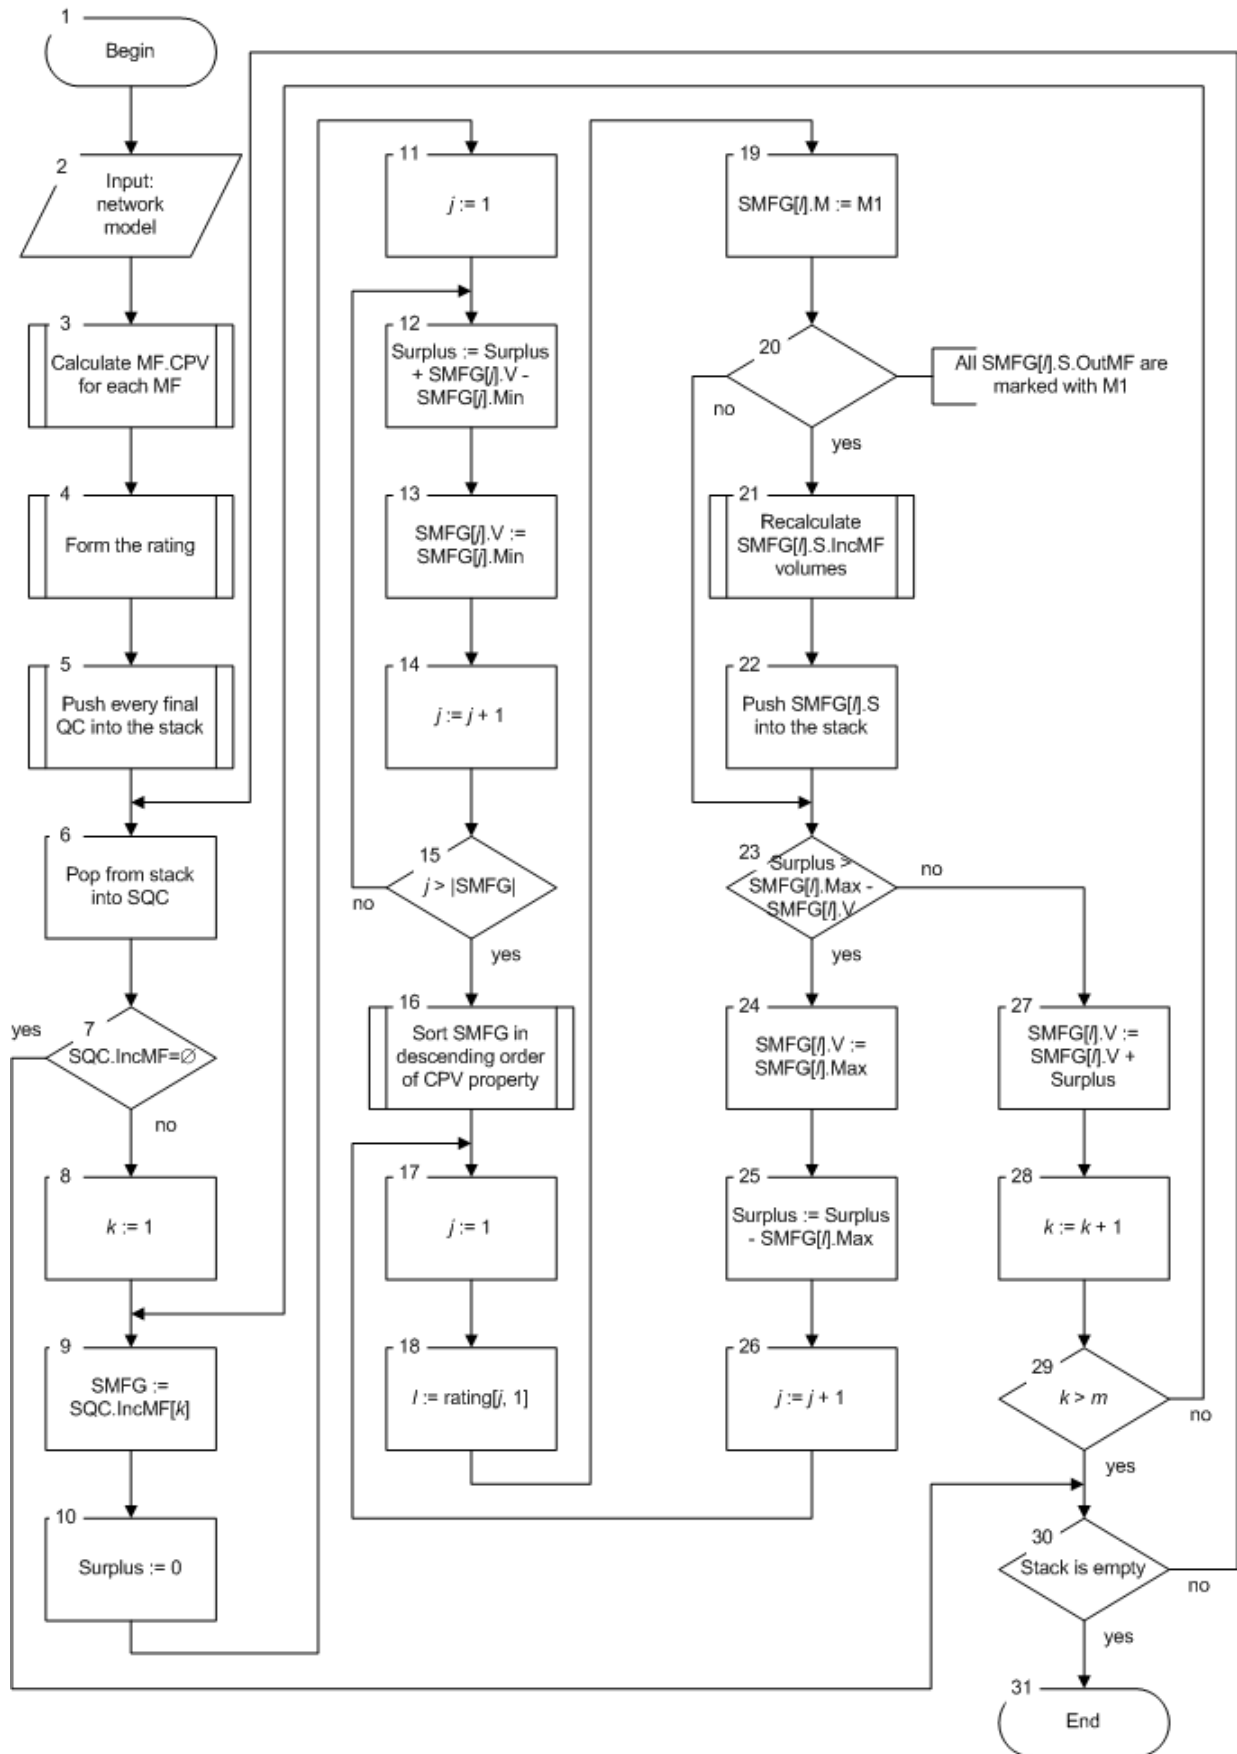 1
Begin
2
Input:
network
model
3
Calculate MF.CPV
for each MF
4
Form the rating
5
Push every final
QC into the stack
6
Pop from stack
into SQC
yes
7
SQC.IncMF=∅
no
8
k := 1
9
SMFG :=
SQC.IncMF[k]
10
Surplus := 0
11
j := 1
12
Surplus := Surplus
+ SMFG[j].V -
SMFG[j].Min
13
SMFG[j].V :=
SMFG[j].Min
14
j := j + 1
15
j > |SMFG|
no
yes
16
Sort SMFG in
descending order
of CPV property
17
j := 1
18
l := rating[j, 1]
19
SMFG[l].M := M1
20
All SMFG[l].S.OutMF are
marked with M1
no
yes
21
Recalculate
SMFG[l].S.IncMF
volumes
22
Push SMFG[l].S
into the stack
23
Surplus >
SMFG[l].Max -
SMFG[l].V
no
yes
24
SMFG[l].V :=
SMFG[l].Max
25
Surplus := Surplus
- SMFG[l].Max
26
j := j + 1
27
SMFG[l].V :=
SMFG[l].V +
Surplus
28
k := k + 1
29
k > m
no
yes
30
Stack is empty
no
yes
31
End